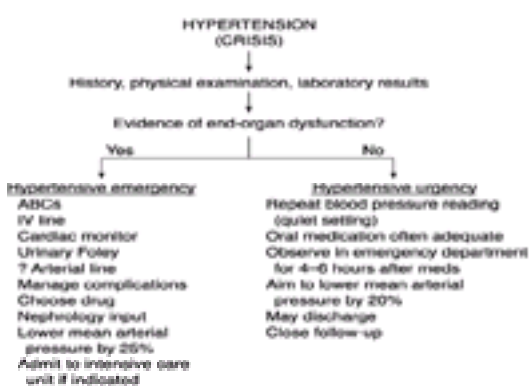 HYPERTENSION
(CRISIS)
History, physical examination, laboratory results
Evidence of end-organ dysfunction?
Yes
No
Hypertensive emergency
ABCs
IV line
Cardiac monitor
Urinary Foley
? Arterial line
Manage complications
Choose drug
Nephrology input
Lower mean arterial
pressure by 25%
Admit to intensive care
unit if indicated
Hypertensive urgency
Repeat blood pressure reading
(quiet setting)
Oral medication often adequate
Observe in emergency department
for 4–6 hours after meds
Aim to lower mean arterial
pressure by 20%
May discharge
Close follow-up